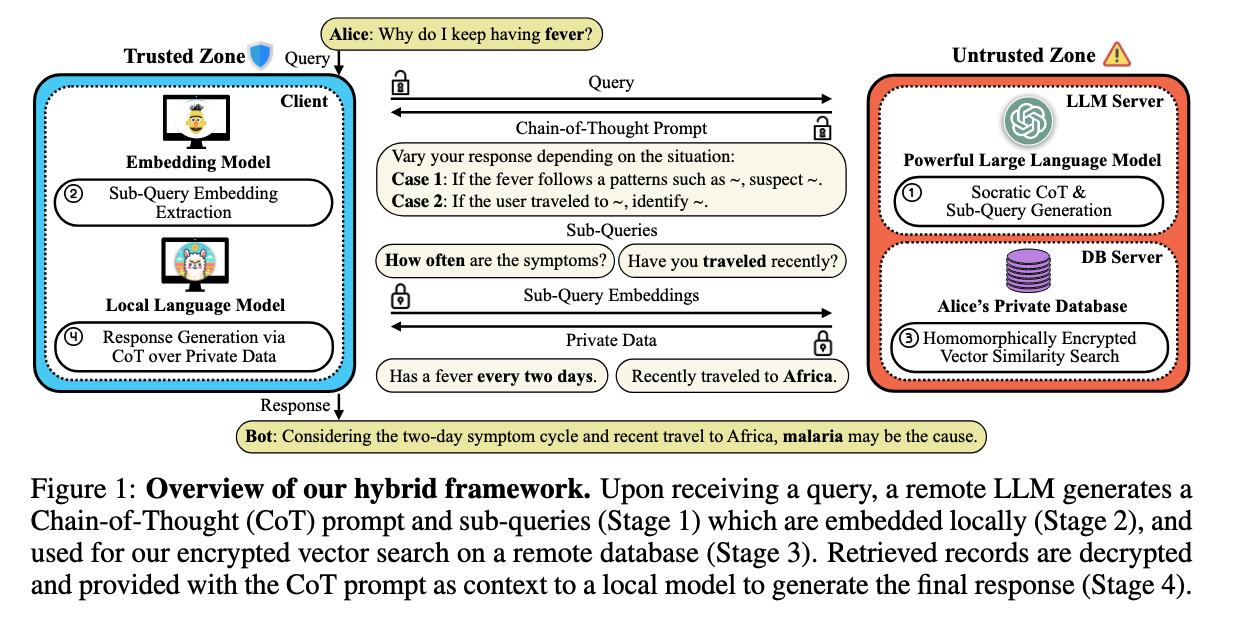 Alice: Why do I keep having fever?
Trusted Zone
Query
Untrusted Zone
Client
Embedding Model
② Sub-Query Embedding
Extraction
Local Language Model
④ Response Generation via
CoT over Private Data
Query
Chain-of-Thought Prompt
Vary your response depending on the situation:
Case 1: If the fever follows a patterns such as ~, suspect ~.
Case 2: If the user traveled to ~, identify ~.
Sub-Queries
How often are the symptoms?
Have you traveled recently?
Sub-Query Embeddings
Private Data
Has a fever every two days.
Recently traveled to Africa.
LLM Server
Powerful Large Language Model
① Socratic CoT &
Sub-Query Generation
DB Server
Alice's Private Database
③ Homomorphically Encrypted
Vector Similarity Search
Response
Bot: Considering the two-day symptom cycle and recent travel to Africa, malaria may be the cause.
Figure 1: Overview of our hybrid framework. Upon receiving a query, a remote LLM generates a
Chain-of-Thought (CoT) prompt and sub-queries (Stage 1) which are embedded locally (Stage 2), and
used for our encrypted vector search on a remote database (Stage 3). Retrieved records are decrypted
and provided with the CoT prompt as context to a local model to generate the final response (Stage 4).